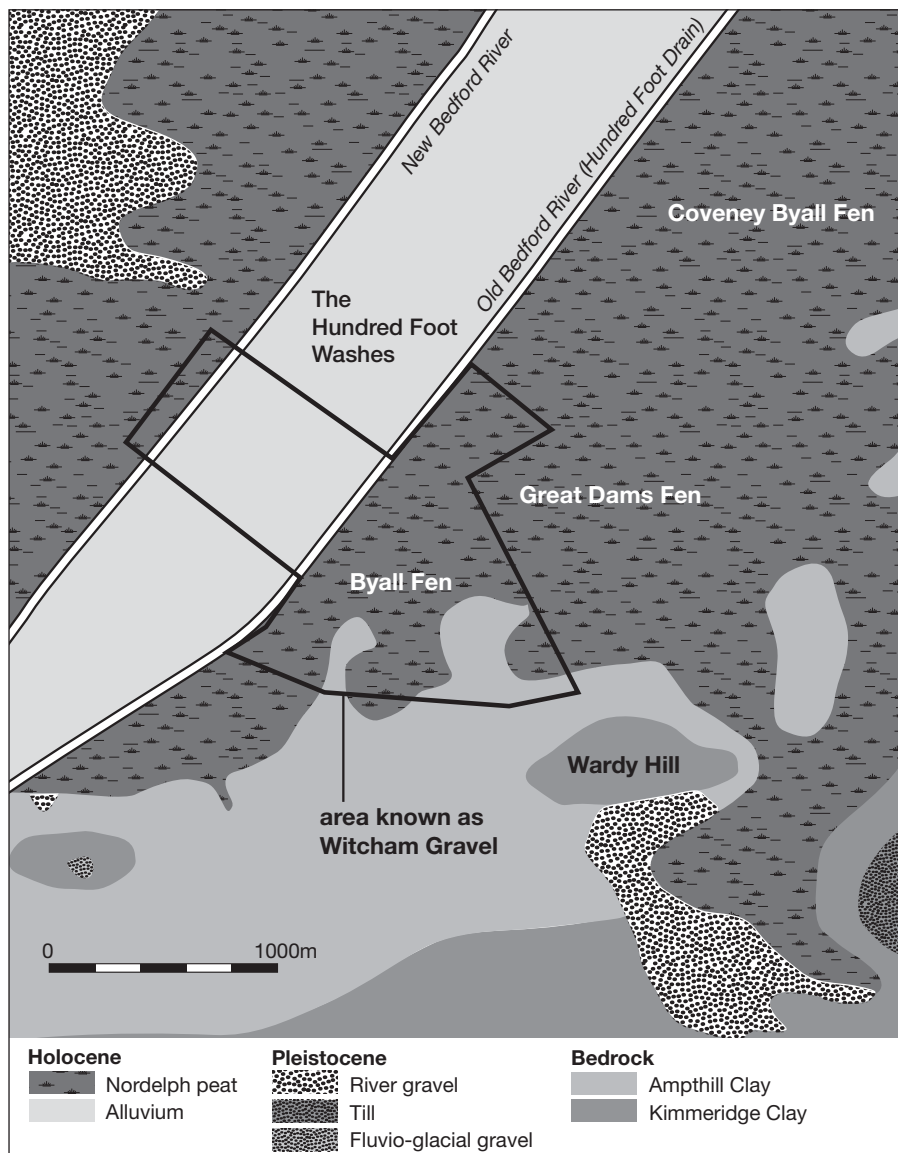 New Bedford River
Old Bedford River (Hundred Foot Drain)
Coveney Byall Fen
The
Hundred Foot
Washes
Great Dams Fen
Byall Fen
Wardy Hill
area known as
Witcham Gravel
0 1000m
Holocene
Nordelph peat
Alluvium
Pleistocene
River gravel
Till
Fluvio-glacial gravel
Bedrock
Ampthill Clay
Kimmeridge Clay